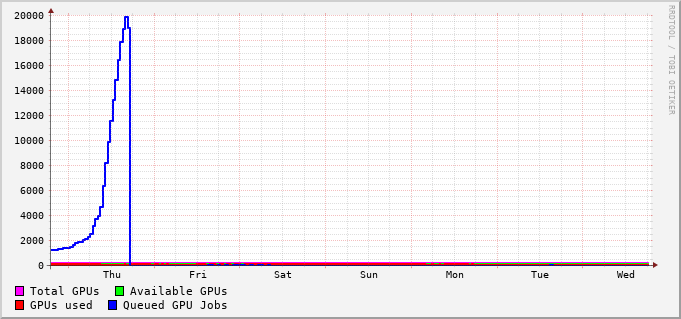 RRDTOOL / TOBI OETIKER
20000
18000
16000
14000
12000
10000
8000
6000
4000
2000
0
Thu Fri Sat Sun Mon Tue Wed
Total GPUs Available GPUs
GPUs used Queued GPU Jobs